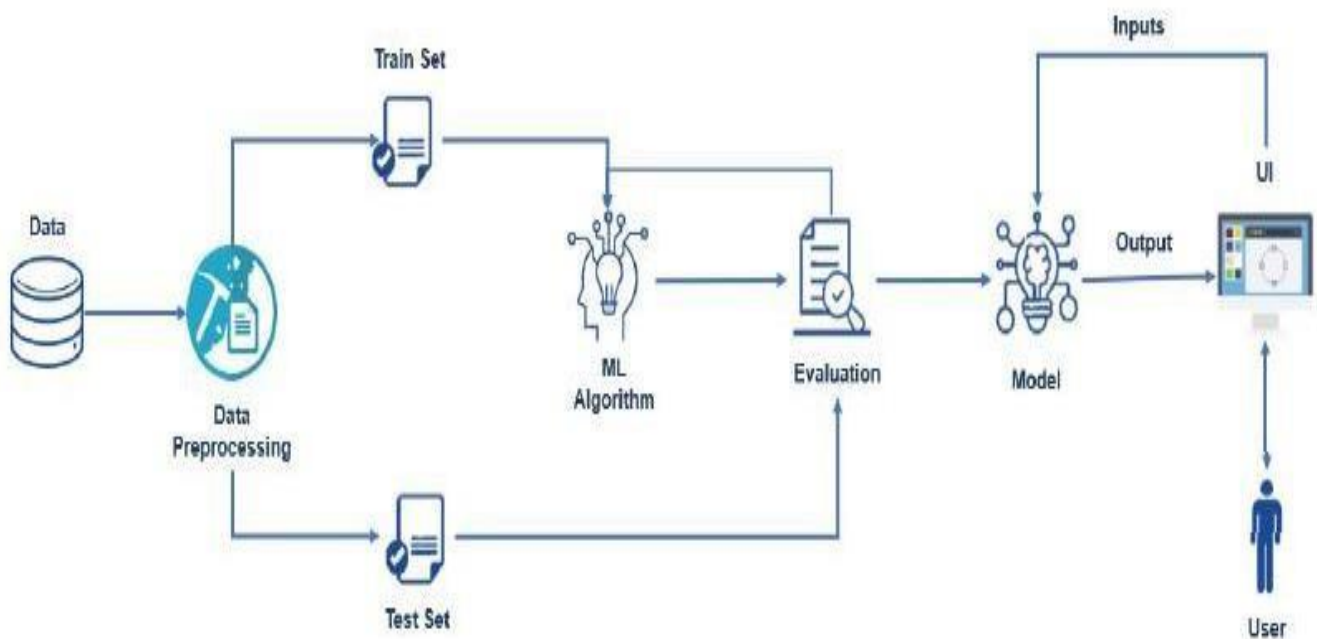 Inputs
Train Set
UI
Data
Output
ML
Algorithm
Evaluation
Model
Data
Preprocessing
Test Set
User